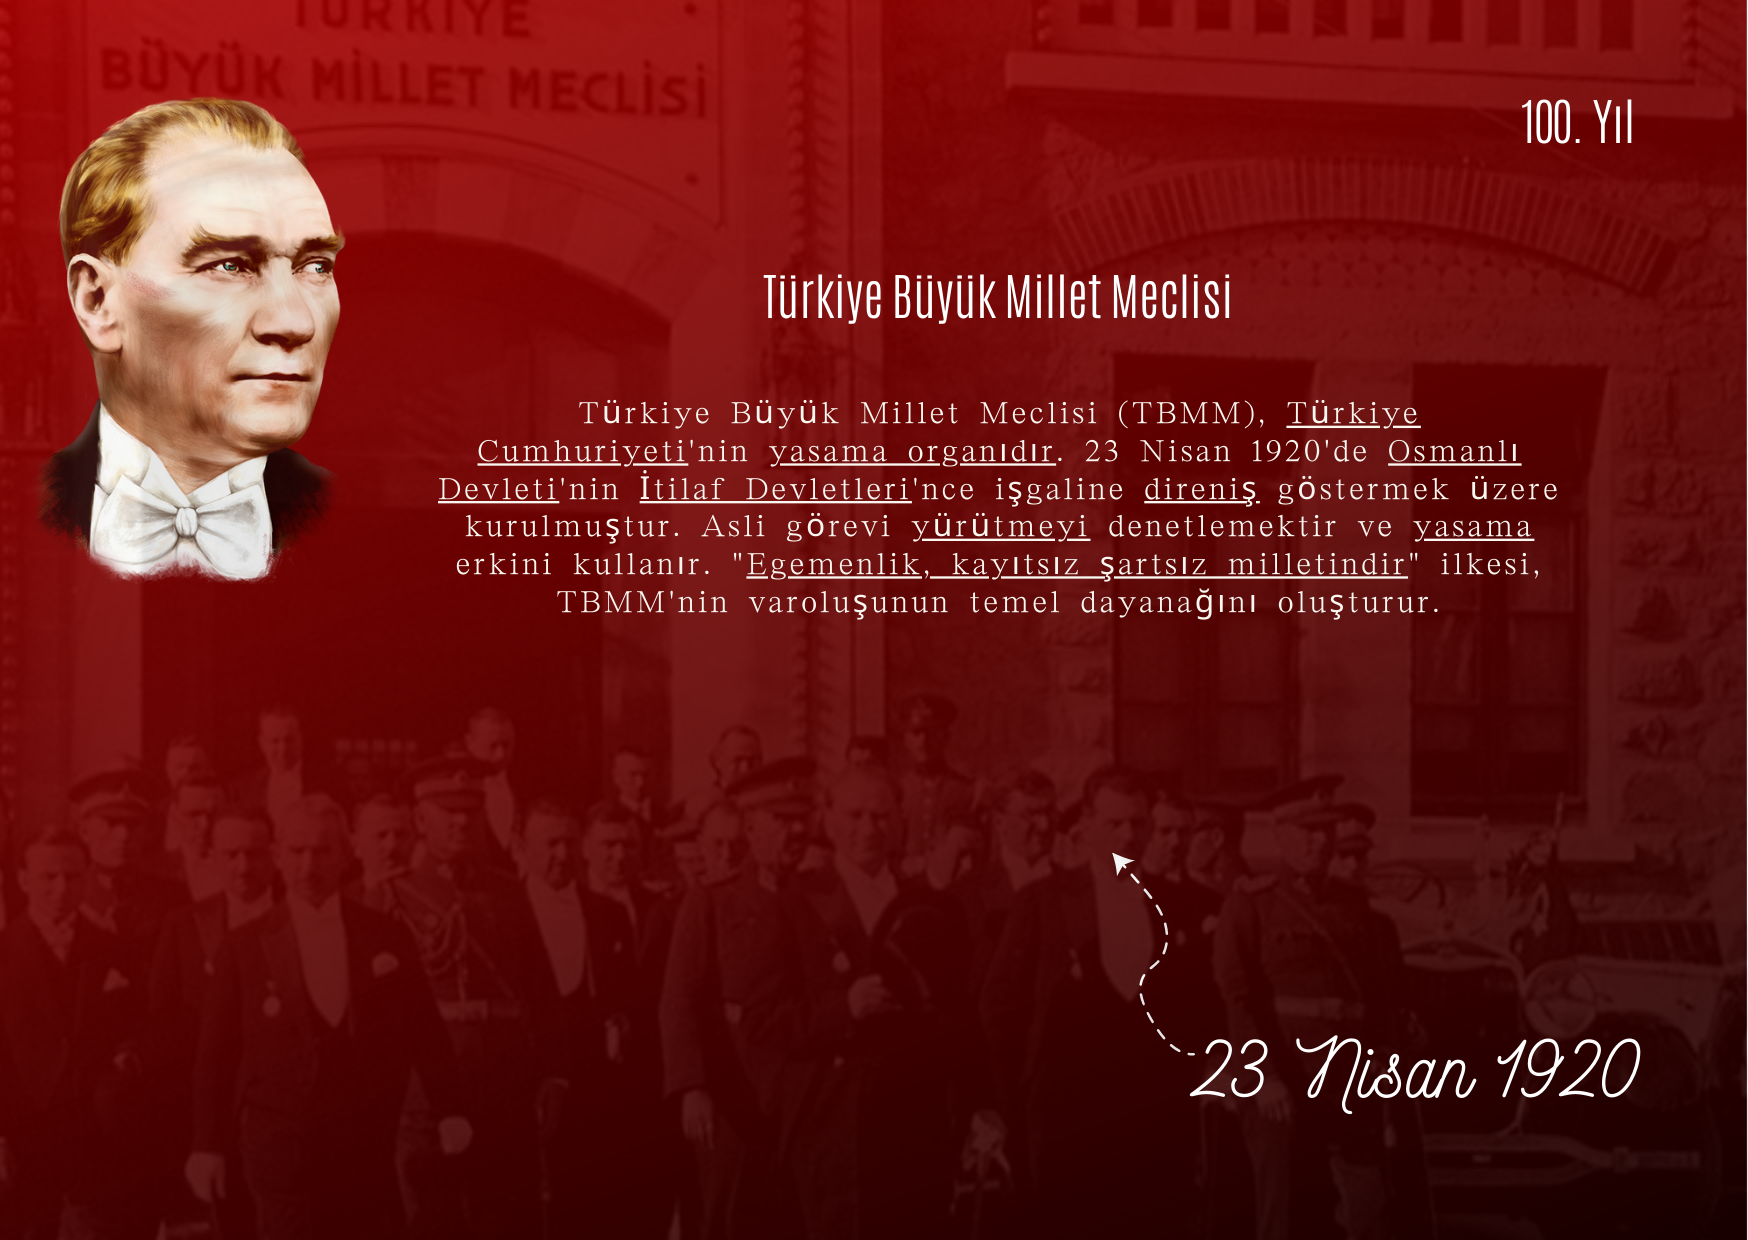 TÜRKİYE
BÜYÜK MİLLET MECLİSİ
100. Yıl
Türkiye Büyük Millet Meclisi
Türkiye Büyük Millet Meclisi (TBMM), Türkiye
Cumhuriyeti'nin yasama organıdır. 23 Nisan 1920'de Osmanlı
Devleti'nin İtilaf Devletleri'nce işgaline direniş göstermek üzere
kurulmuştur. Asli görevi yürütmeyi denetlemektir ve yasama
erkini kullanır. "Egemenlik, kayıtsız şartsız milletindir" ilkesi,
TBMM'nin varoluşunun temel dayanağını oluşturur.
23 Nisan 1920